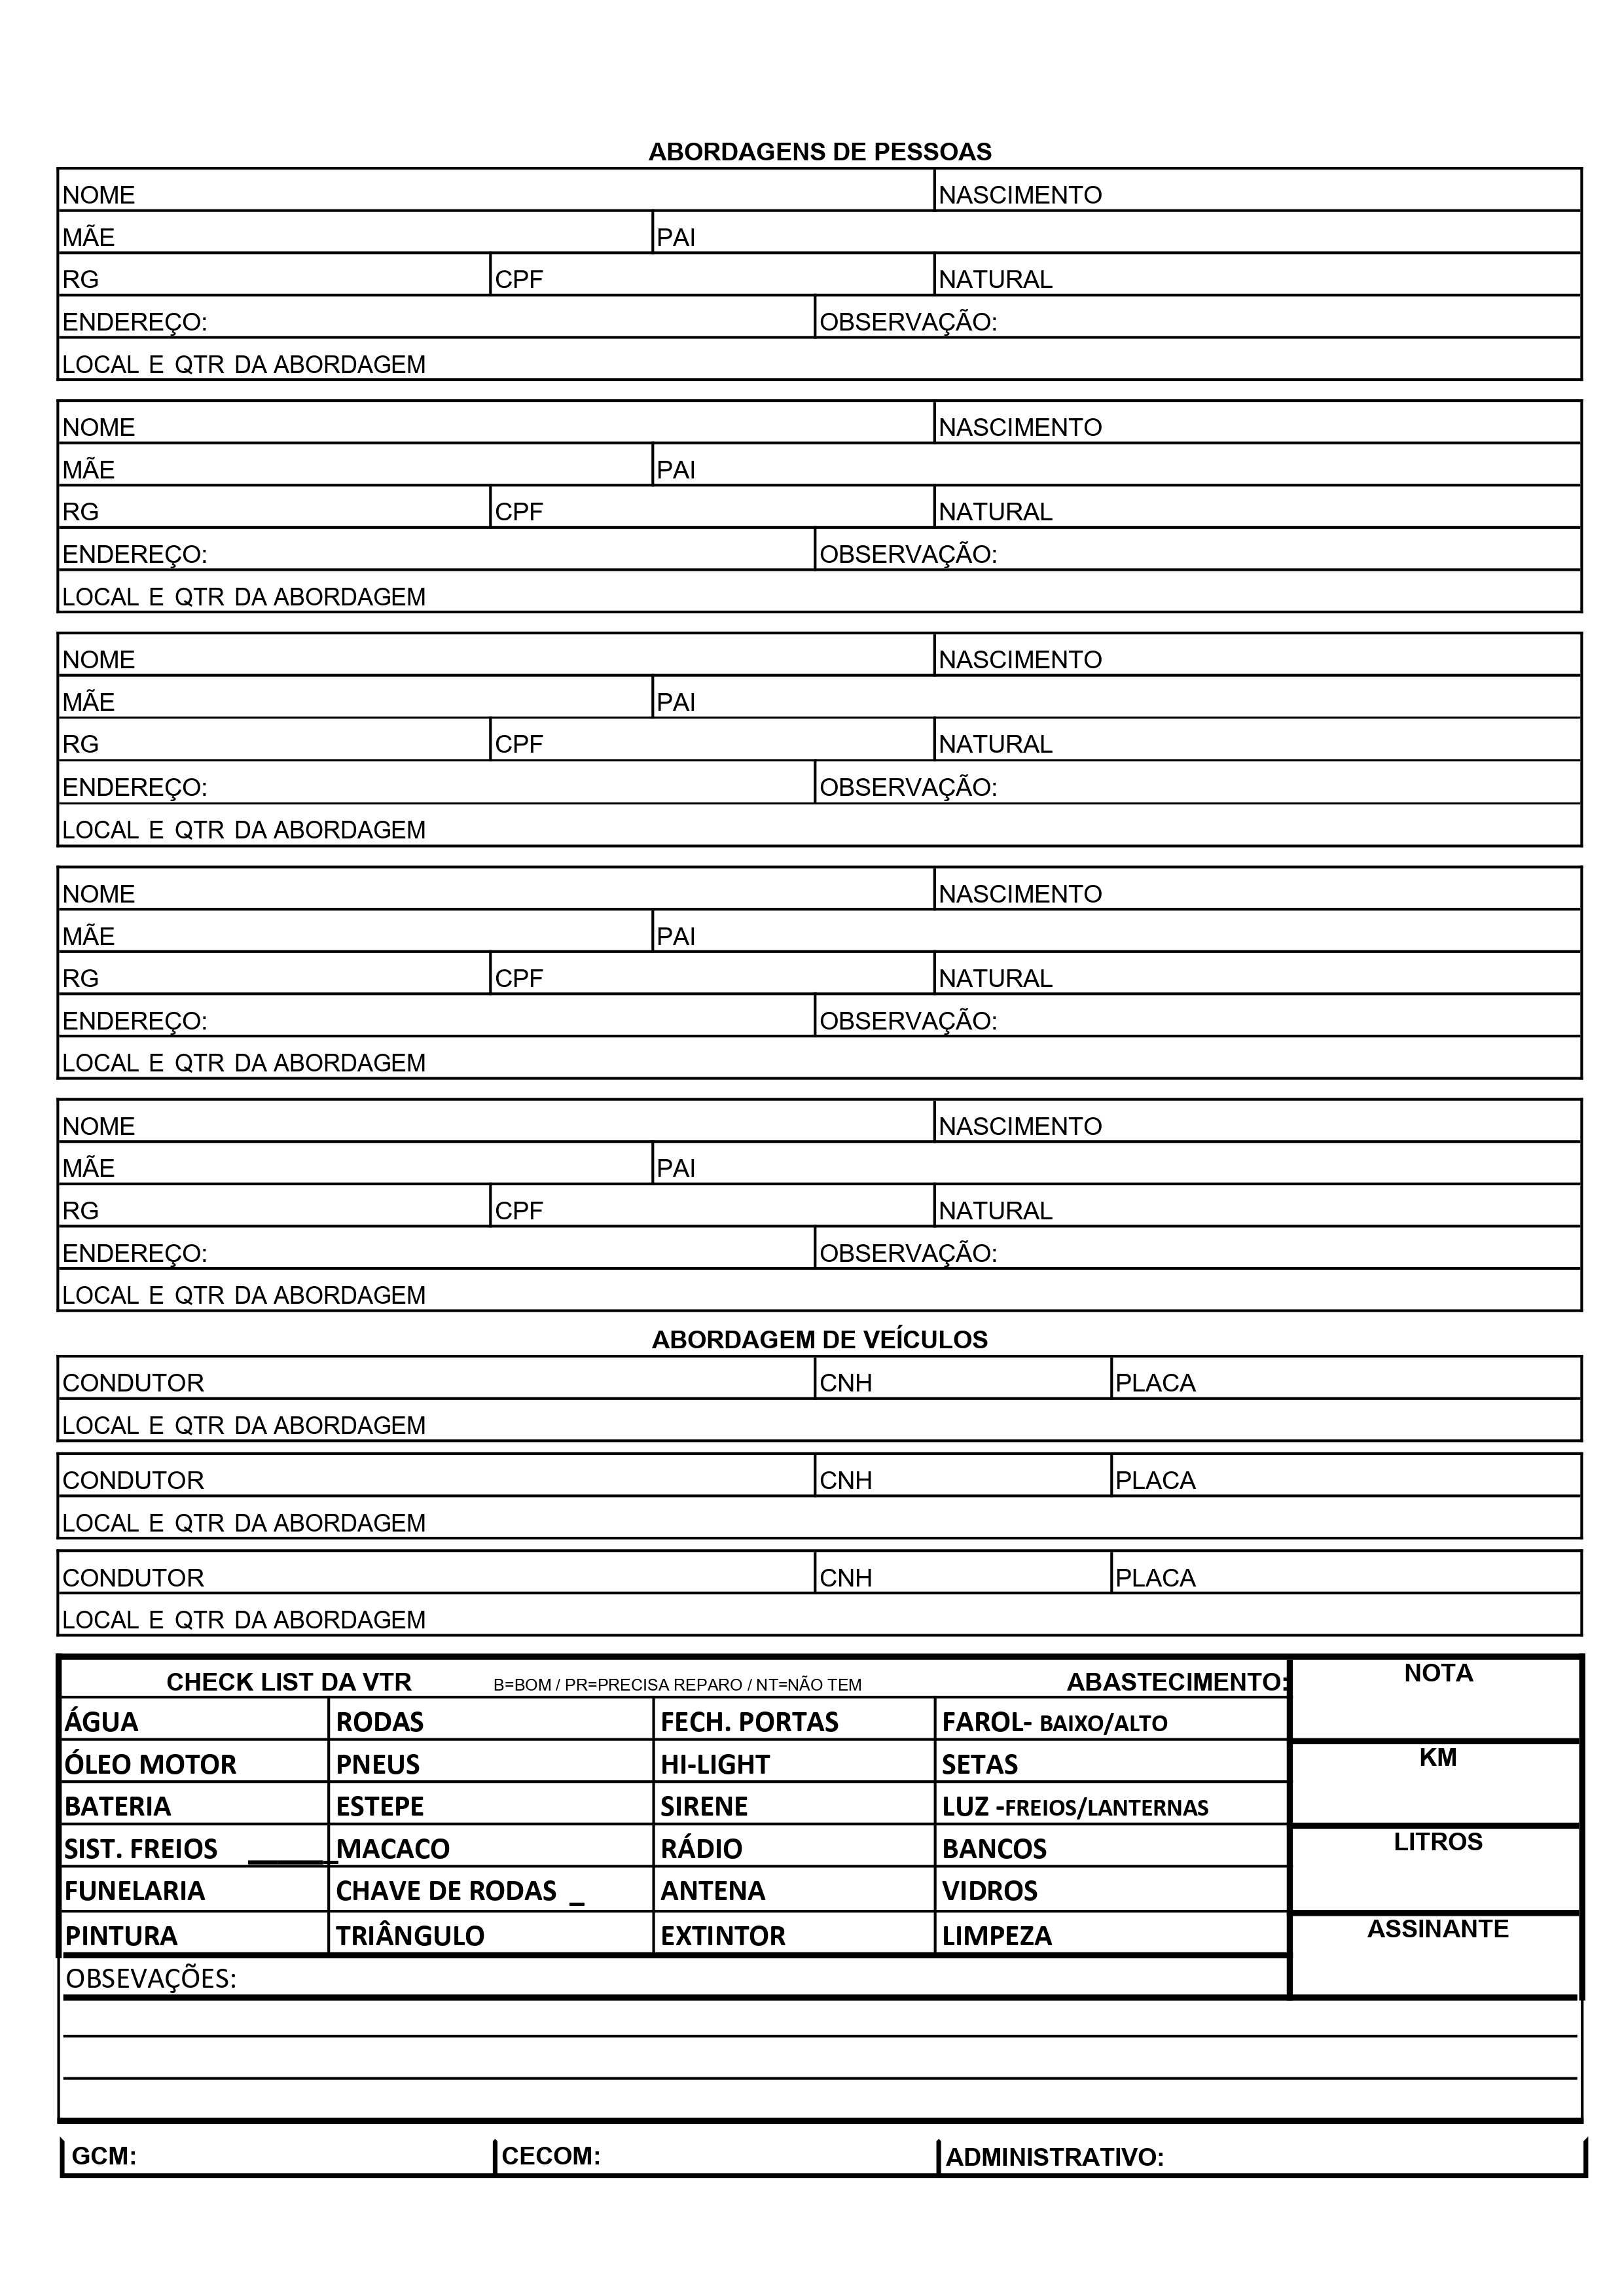 ABORDAGENS DE PESSOAS
NOME NASCIMENTO
MÃE PAI
RG CPF NATURAL
ENDEREÇO: OBSERVAÇÃO:
LOCAL E QTR DA ABORDAGEM
NOME NASCIMENTO
MÃE PAI
RG CPF NATURAL
ENDEREÇO: OBSERVAÇÃO:
LOCAL E QTR DA ABORDAGEM
NOME NASCIMENTO
MÃE PAI
RG CPF NATURAL
ENDEREÇO: OBSERVAÇÃO:
LOCAL E QTR DA ABORDAGEM
NOME NASCIMENTO
MÃE PAI
RG CPF NATURAL
ENDEREÇO: OBSERVAÇÃO:
LOCAL E QTR DA ABORDAGEM
NOME NASCIMENTO
MÃE PAI
RG CPF NATURAL
ENDEREÇO: OBSERVAÇÃO:
LOCAL E QTR DA ABORDAGEM
ABORDAGEM DE VEÍCULOS
CONDUTOR CNH PLACA
LOCAL E QTR DA ABORDAGEM
CONDUTOR CNH PLACA
LOCAL E QTR DA ABORDAGEM
CONDUTOR CNH PLACA
LOCAL E QTR DA ABORDAGEM
CHECK LIST DA VTR B=BOM / PR=PRECISA REPARO / NT=NÃO TEM ABASTECIMENTO: NOTA
ÁGUA RODAS FECH. PORTAS FAROL- BAIXO/ALTO
ÓLEO MOTOR PNEUS HI-LIGHT SETAS KM
BATERIA ESTEPE SIRENE LUZ -FREIOS/LANTERNAS
SIST. FREIOS ______ MACACO RÁDIO BANCOS LITROS
FUNELARIA CHAVE DE RODAS _ ANTENA VIDROS
PINTURA TRIÂNGULO EXTINTOR LIMPEZA ASSINANTE
OBSEVAÇÕES:
GCM: CECOM: ADMINISTRATIVO: